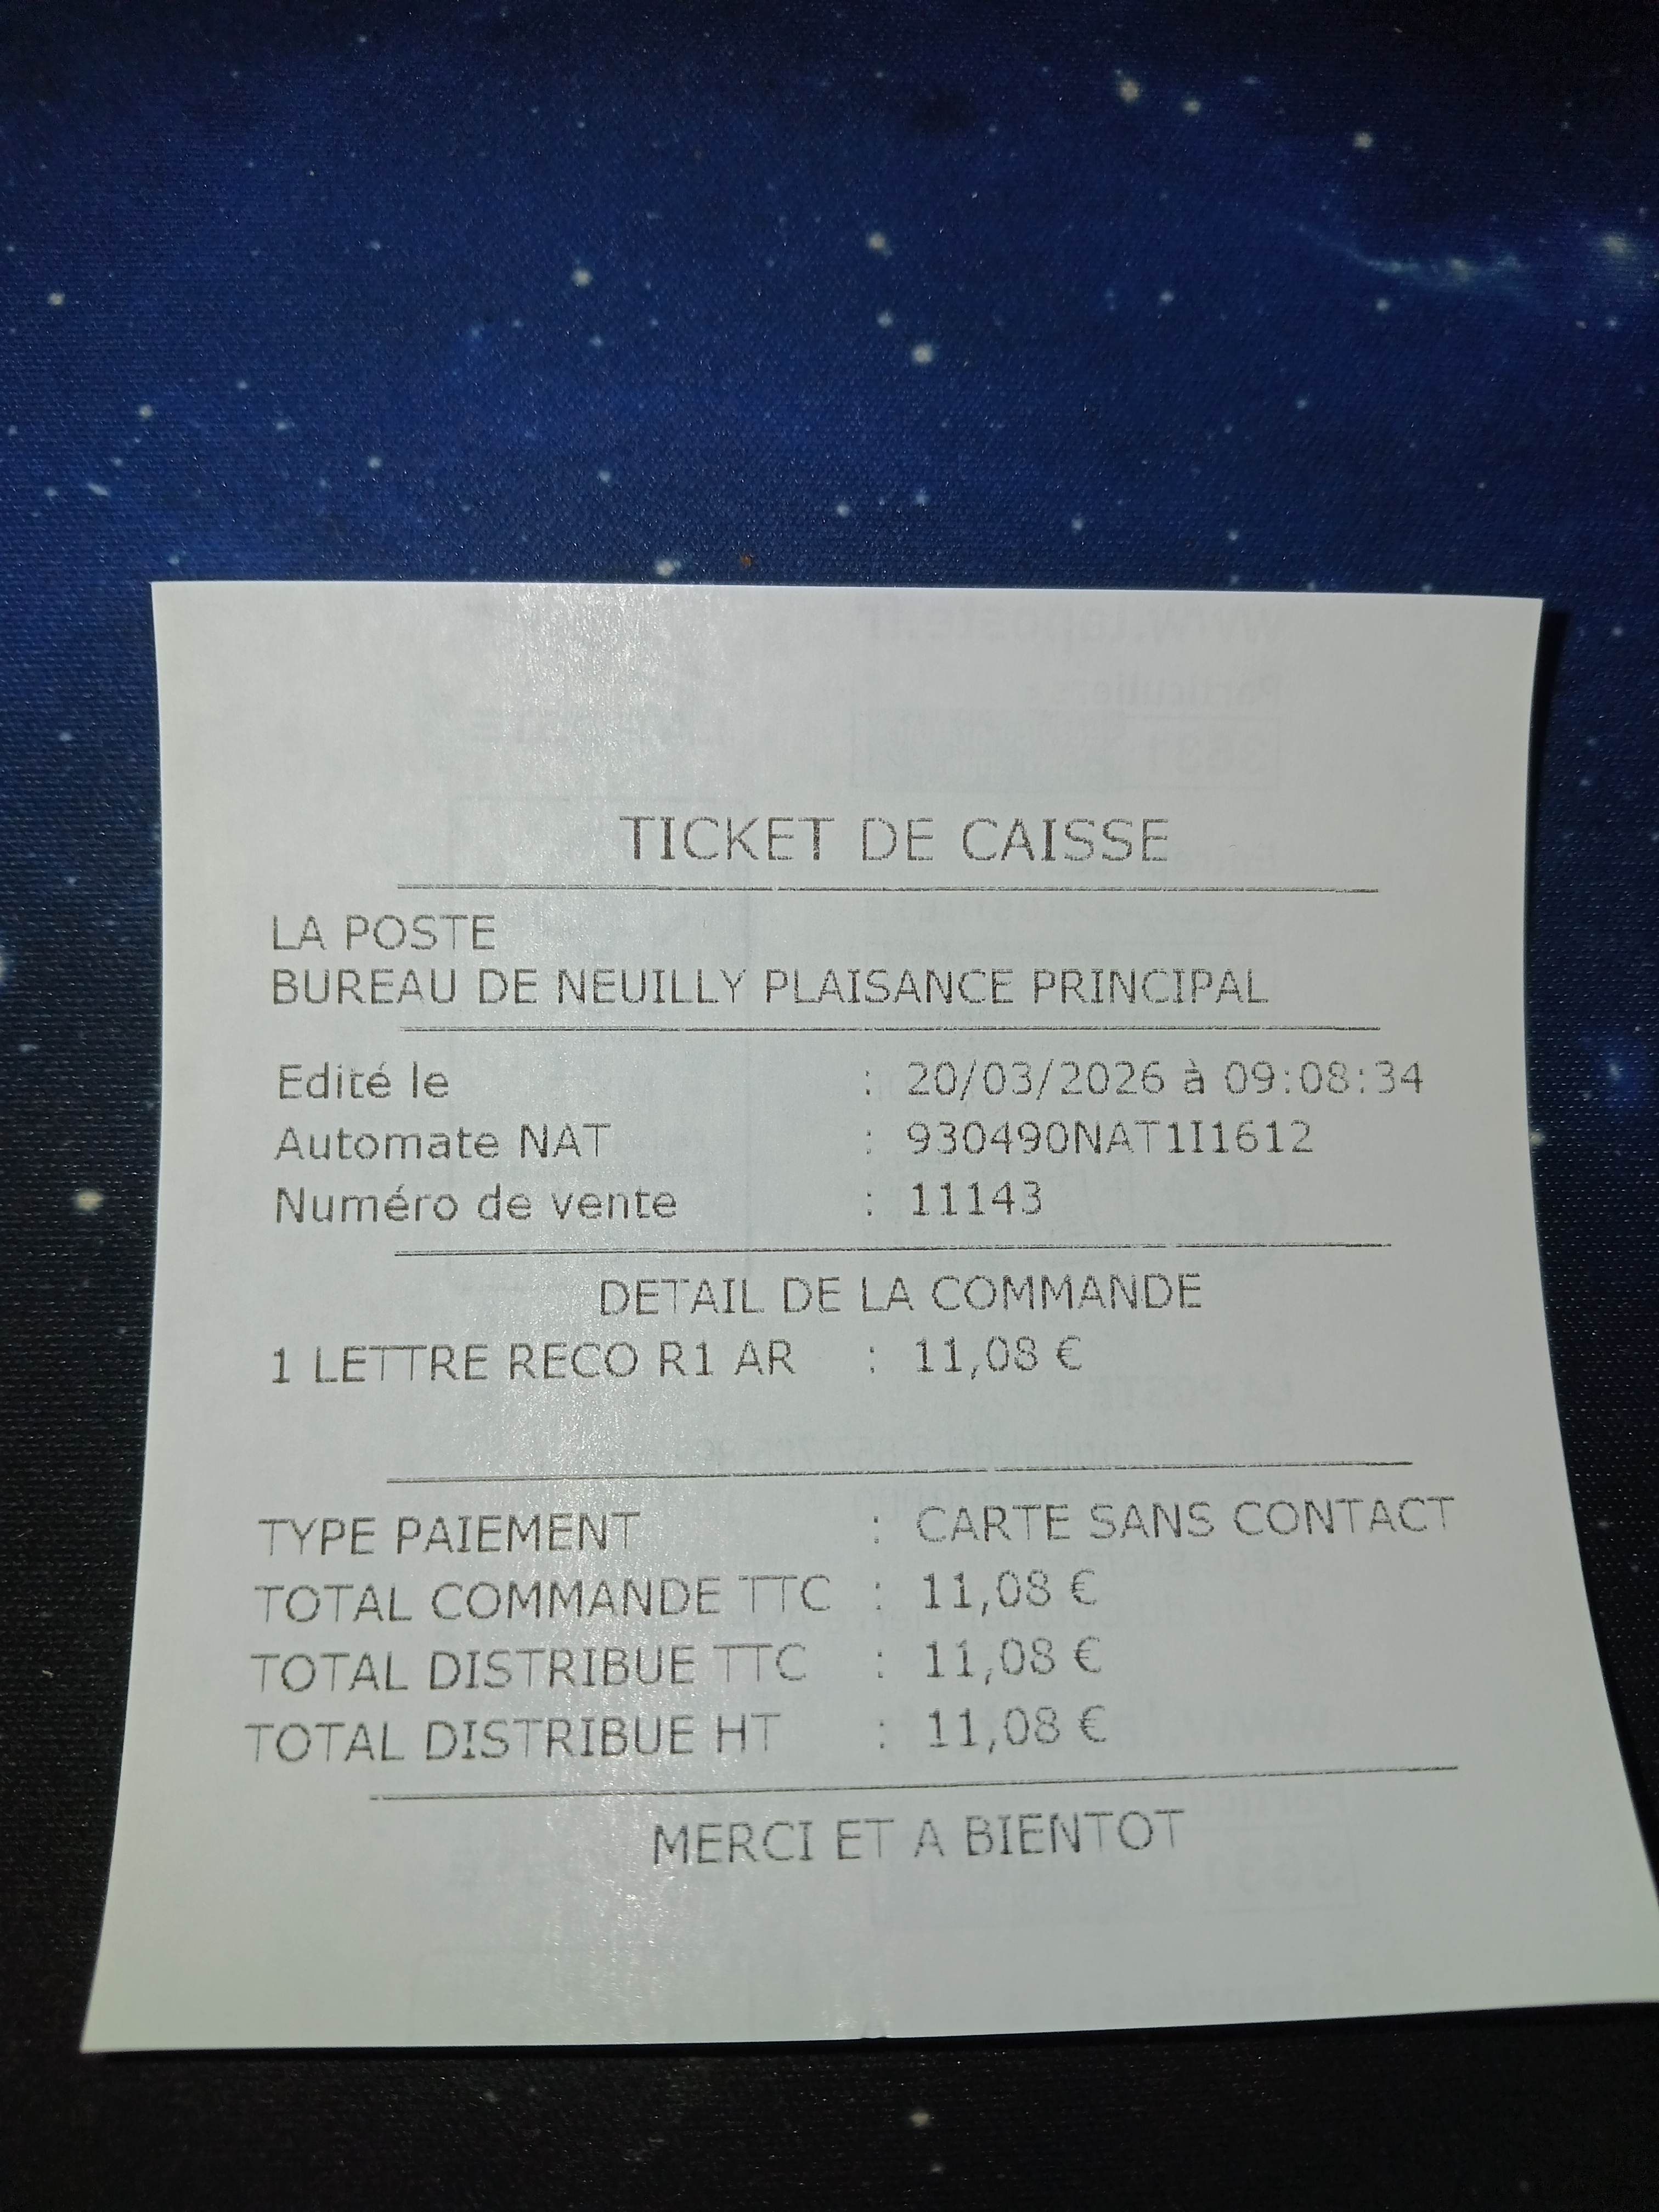 TICKET DE CAISSE
LA POSTE
BUREAU DE NEUILLY PLAISANCE PRINCIPAL
Edité le : 20/03/2026 à 09:08:34
Automate NAT : 930490NAT1I1612
Numéro de vente : 11143
DETAIL DE LA COMMANDE
1 LETTRE RECO R1 AR : 11,08 €
TYPE PAIEMENT : CARTE SANS CONTACT
TOTAL COMMANDE TTC : 11,08 €
TOTAL DISTRIBUE TTC : 11,08 €
TOTAL DISTRIBUE HT : 11,08 €
MERCI ET A BIENTOT